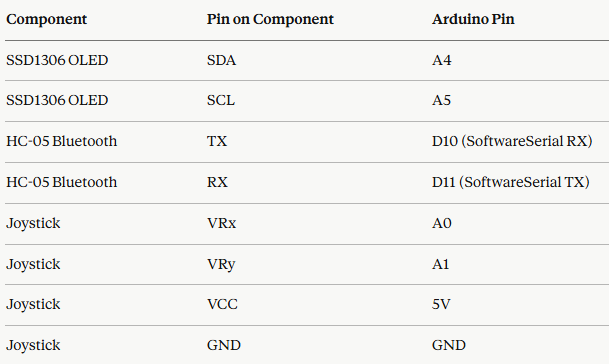 Component Pin on Component Arduino Pin
SSD1306 OLED SDA A4
SSD1306 OLED SCL A5
HC-05 Bluetooth TX D10 (SoftwareSerial RX)
HC-05 Bluetooth RX D11 (SoftwareSerial TX)
Joystick VRx A0
Joystick VRy A1
Joystick VCC 5V
Joystick GND GND